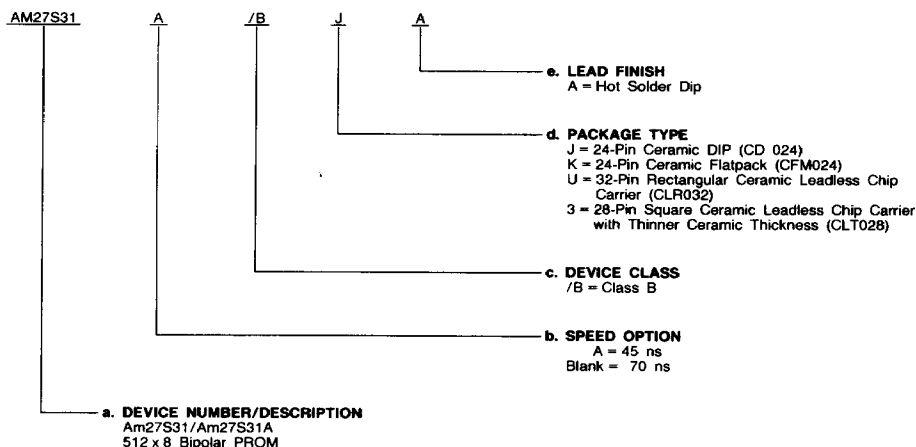 AM27S31 A /B J A
e. LEAD FINISH
A = Hot Solder Dip
d. PACKAGE TYPE
J = 24-Pin Ceramic DIP (CD 024)
K = 24-Pin Ceramic Flatpack (CFM024)
U = 32-Pin Rectangular Ceramic Leadless Chip
Carrier (CLR032)
3 = 28-Pin Square Ceramic Leadless Chip Carrier
with Thinner Ceramic Thickness (CLT028)
c. DEVICE CLASS
/B = Class B
b. SPEED OPTION
A = 45 ns
Blank = 70 ns
a. DEVICE NUMBER/DESCRIPTION
Am27S31/Am27S31A
512 x 8 Bipolar PROM